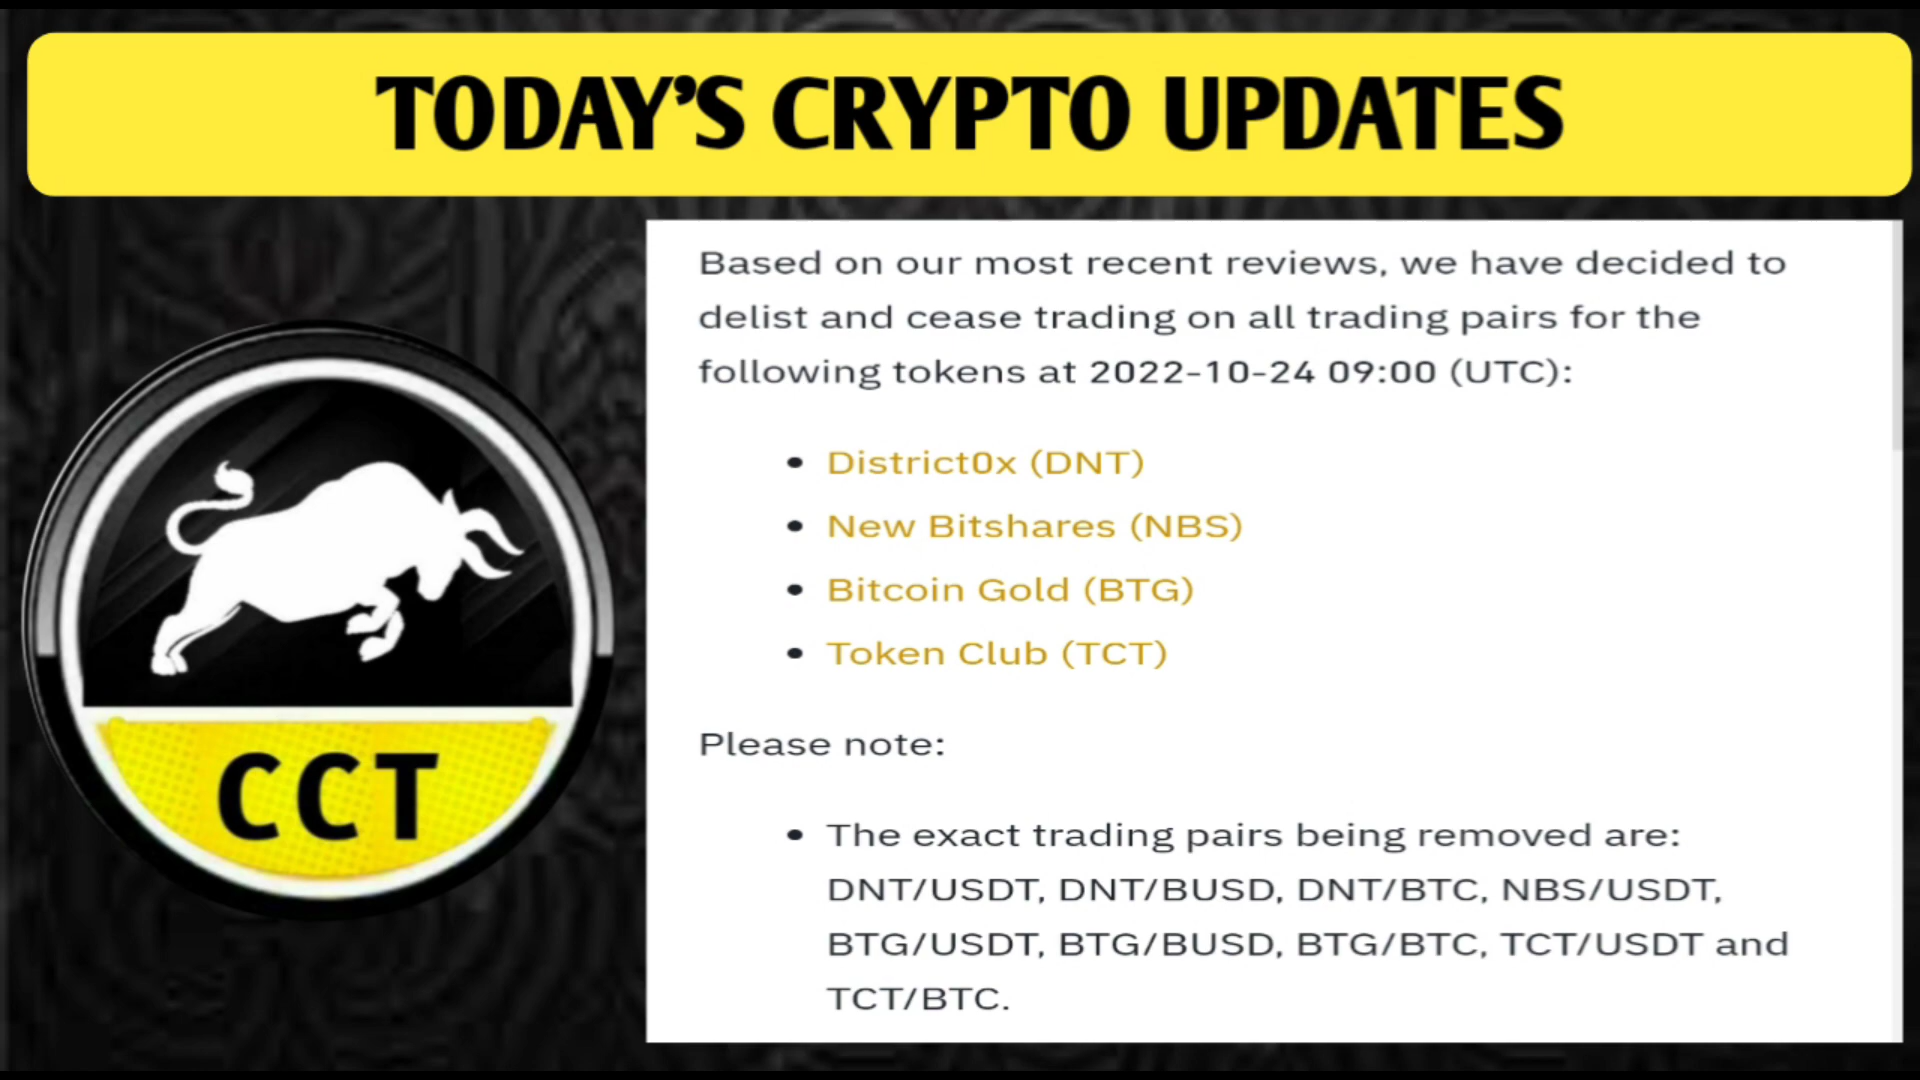 TODAY'S CRYPTO UPDATES
Based on our most recent reviews, we have decided to
delist and cease trading on all trading pairs for the
following tokens at 2022-10-24 09:00 (UTC):
• District0x (DNT)
• New Bitshares (NBS)
• Bitcoin Gold (BTG)
• Token Club (TCT)
Please note:
• The exact trading pairs being removed are:
DNT/USDT, DNT/BUSD, DNT/BTC, NBS/USDT,
BTG/USDT, BTG/BUSD, BTG/BTC, TCT/USDT and
TCT/BTC.
CCT